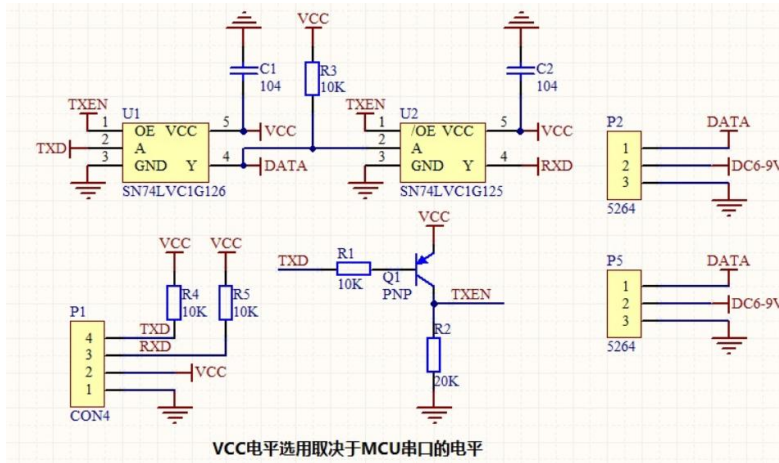 VCC
C1
104
R3
10K
C2
104
TXEN
U1
1
2
3
OE VCC
A
GND Y
5
4
VCC
DATA
TXD
SN74LVC1G126
TXEN
U2
1
2
3
/OE VCC
A
GND Y
5
4
VCC
RXD
SN74LVC1G125
P2
1
2
3
5264
DATA
DC6-9V
VCC
VCC
R4
10K
R5
10K
P1
4
3
2
1
TXD
RXD
VCC
CON4
VCC
TXD
R1
10K
Q1
PNP
TXEN
R2
20K
P5
1
2
3
5264
DATA
DC6-9V
VCC电平选用取决于MCU串口的电平